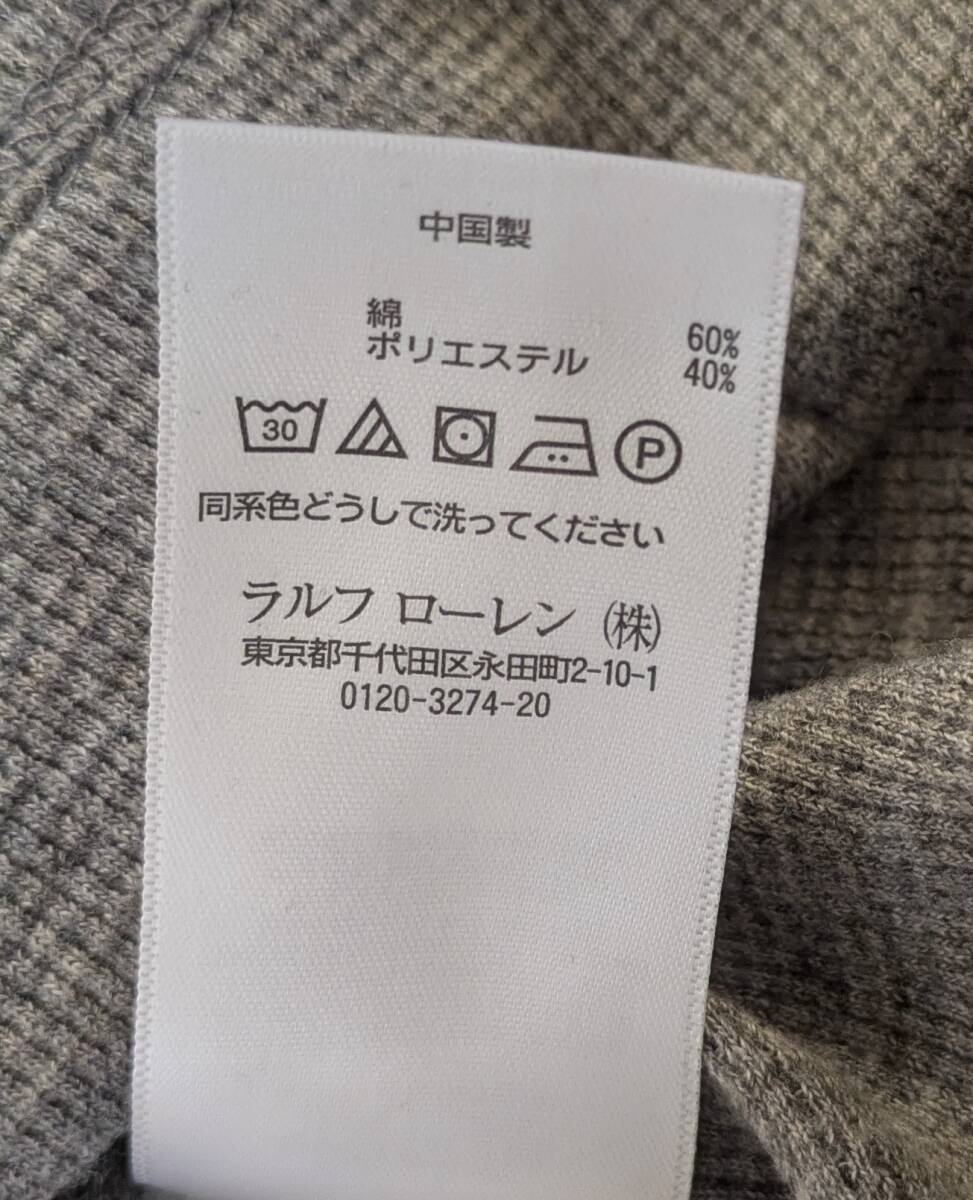 中国製
綿 60%
ポリエステル 40%
30 P
同系色どうしで洗ってください
ラルフ ローレン (株)
東京都千代田区永田町2-10-1
0120-3274-20